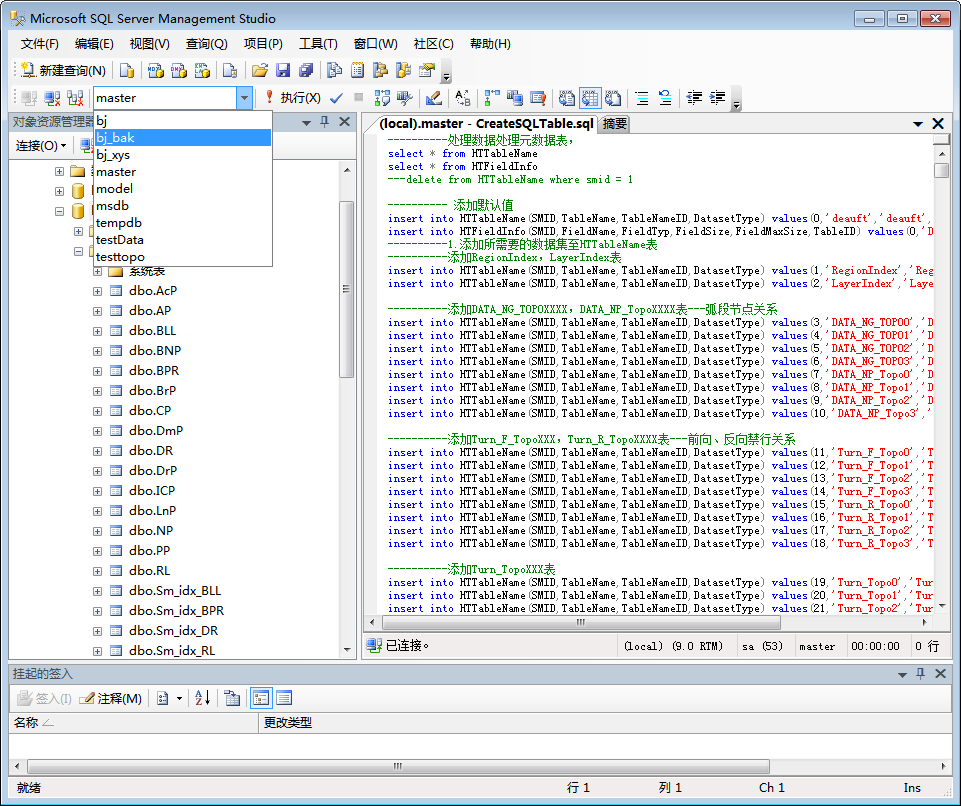 Microsoft SQL Server Management Studio
文件(F) 编辑(E) 视图(V) 查询(Q) 项目(P) 工具(T) 窗口(W) 社区(C) 帮助(H)
新建查询(N)
master
执行(X)
对象资源管理器
连接(O)
bj
bj_bak
bj_xys
master
model
msdb
tempdb
testData
testtopo
系统表
dbo.AcP
dbo.AP
dbo.BLL
dbo.BNP
dbo.BPR
dbo.BrP
dbo.CP
dbo.DmP
dbo.DR
dbo.DrP
dbo.ICP
dbo.LnP
dbo.NP
dbo.PP
dbo.RL
dbo.Sm_idx_BLL
dbo.Sm_idx_BPR
dbo.Sm_idx_DR
dbo.Sm_idx_RL
(local).master - CreateSQLTable.sql 摘要
----------处理数据处理元数据表,
select * from HTTableName
select * from HTFieldInfo
---delete from HTTableName where smid = 1
---------- 添加默认值
insert into HTTableName(SMID,TableName,TableNameID,DatasetType) values(0,'deauft','deauft',
insert into HTFieldInfo(SMID,FieldName,FieldTyp,FieldSize,FieldMaxSize,TableID) values(0,'D
----------1.添加所需要的数据集至HTTableName表
----------添加RegionIndex，LayerIndex表
insert into HTTableName(SMID,TableName,TableNameID,DatasetType) values(1,'RegionIndex','Reg
insert into HTTableName(SMID,TableName,TableNameID,DatasetType) values(2,'LayerIndex','Laye
----------添加DATA_NG_TOPOXXXX，DATA_NP_TopoXXXX表---弧段节点关系
insert into HTTableName(SMID,TableName,TableNameID,DatasetType) values(3,'DATA_NG_TOPO0','D
insert into HTTableName(SMID,TableName,TableNameID,DatasetType) values(4,'DATA_NG_TOPO1','D
insert into HTTableName(SMID,TableName,TableNameID,DatasetType) values(5,'DATA_NG_TOPO2','D
insert into HTTableName(SMID,TableName,TableNameID,DatasetType) values(6,'DATA_NG_TOPO3','D
insert into HTTableName(SMID,TableName,TableNameID,DatasetType) values(7,'DATA_NP_Topo0','D
insert into HTTableName(SMID,TableName,TableNameID,DatasetType) values(8,'DATA_NP_Topo1','D
insert into HTTableName(SMID,TableName,TableNameID,DatasetType) values(9,'DATA_NP_Topo2','D
insert into HTTableName(SMID,TableName,TableNameID,DatasetType) values(10,'DATA_NP_Topo3','
----------添加Turn_F_TopoXXX，Turn_R_TopoXXXX表---前向、反向禁行关系
insert into HTTableName(SMID,TableName,TableNameID,DatasetType) values(11,'Turn_F_Topo0','T
insert into HTTableName(SMID,TableName,TableNameID,DatasetType) values(12,'Turn_F_Topo1','T
insert into HTTableName(SMID,TableName,TableNameID,DatasetType) values(13,'Turn_F_Topo2','T
insert into HTTableName(SMID,TableName,TableNameID,DatasetType) values(14,'Turn_F_Topo3','T
insert into HTTableName(SMID,TableName,TableNameID,DatasetType) values(15,'Turn_R_Topo0','T
insert into HTTableName(SMID,TableName,TableNameID,DatasetType) values(16,'Turn_R_Topo1','T
insert into HTTableName(SMID,TableName,TableNameID,DatasetType) values(17,'Turn_R_Topo2','T
insert into HTTableName(SMID,TableName,TableNameID,DatasetType) values(18,'Turn_R_Topo3','T
----------添加Turn_TopoXXX表
insert into HTTableName(SMID,TableName,TableNameID,DatasetType) values(19,'Turn_Topo0','Tur
insert into HTTableName(SMID,TableName,TableNameID,DatasetType) values(20,'Turn_Topo1','Tur
insert into HTTableName(SMID,TableName,TableNameID,DatasetType) values(21,'Turn_Topo2','Tur
已连接。 (local) (9.0 RTM) sa (53) master 00:00:00 0 行
挂起的签入
签入(I) 注释(M)
名称 更改类型
就绪 行 1 列 1 Ch 1 Ins